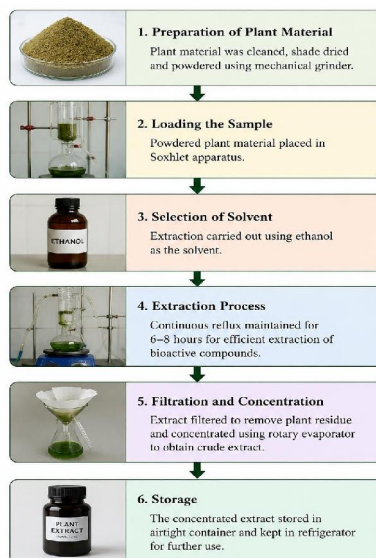 1. Preparation of Plant Material
Plant material was cleaned, shade dried
and powdered using mechanical grinder.
2. Loading the Sample
Powdered plant material placed in
Soxhlet apparatus.
ETHANOL
3. Selection of Solvent
Extraction carried out using ethanol
as the solvent.
4. Extraction Process
Continuous reflux maintained for
6–8 hours for efficient extraction of
bioactive compounds.
5. Filtration and Concentration
Extract filtered to remove plant residue
and concentrated using rotary evaporator
to obtain crude extract.
PLANT
EXTRACT
6. Storage
The concentrated extract stored in
airtight container and kept in refrigerator
for further use.